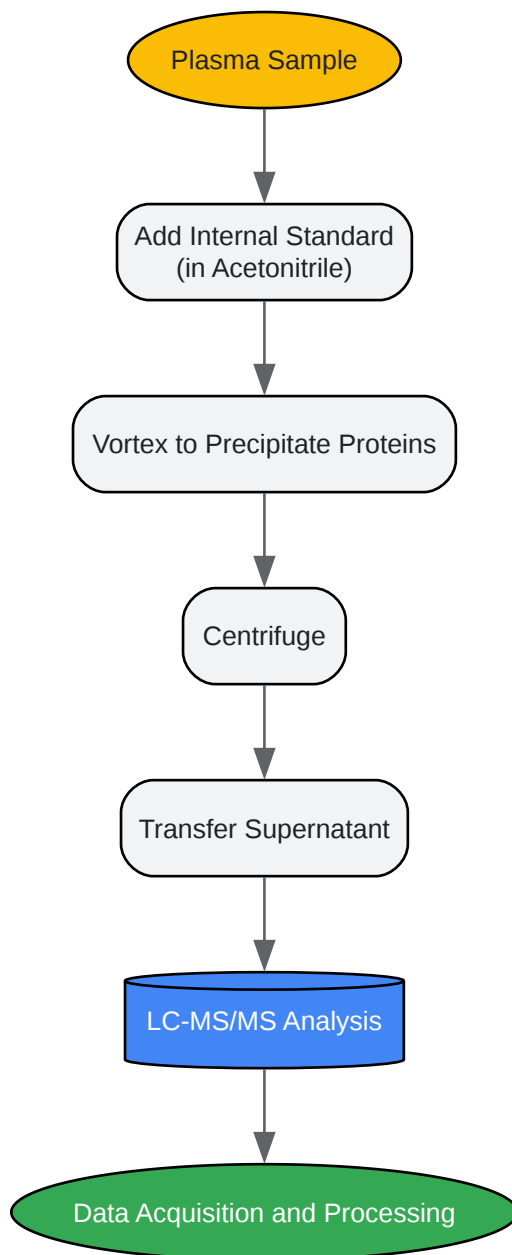 Plasma Sample
Add Internal Standard
(in Acetonitrile)
Vortex to Precipitate Proteins
Centrifuge
Transfer Supernatant
LC-MS/MS Analysis
Data Acquisition and Processing